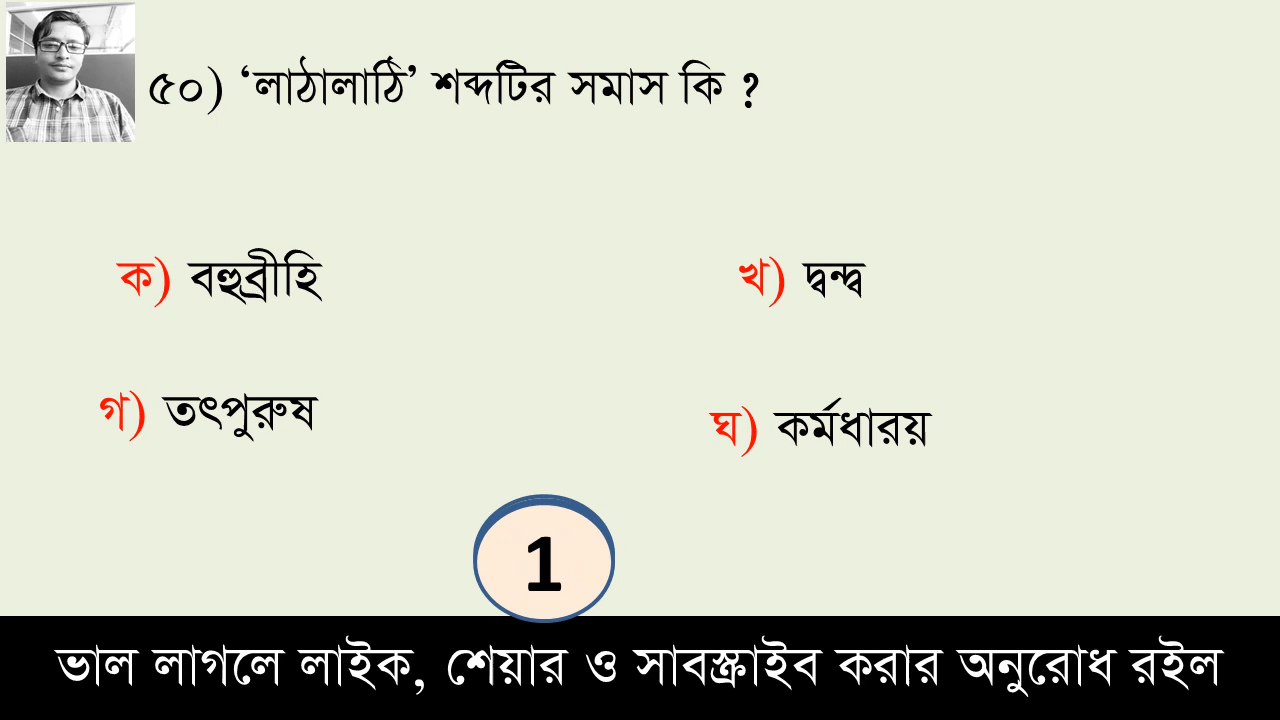 ৫০) ‘লাঠালাঠি’ শব্দটির সমাস কি ?
ক) বহুব্রীহি
খ) দ্বন্দ্ব
গ) তৎপুরুষ
ঘ) কর্মধারয়
1
ভাল লাগলে লাইক, শেয়ার ও সাবস্ক্রাইব করার অনুরোধ রইল